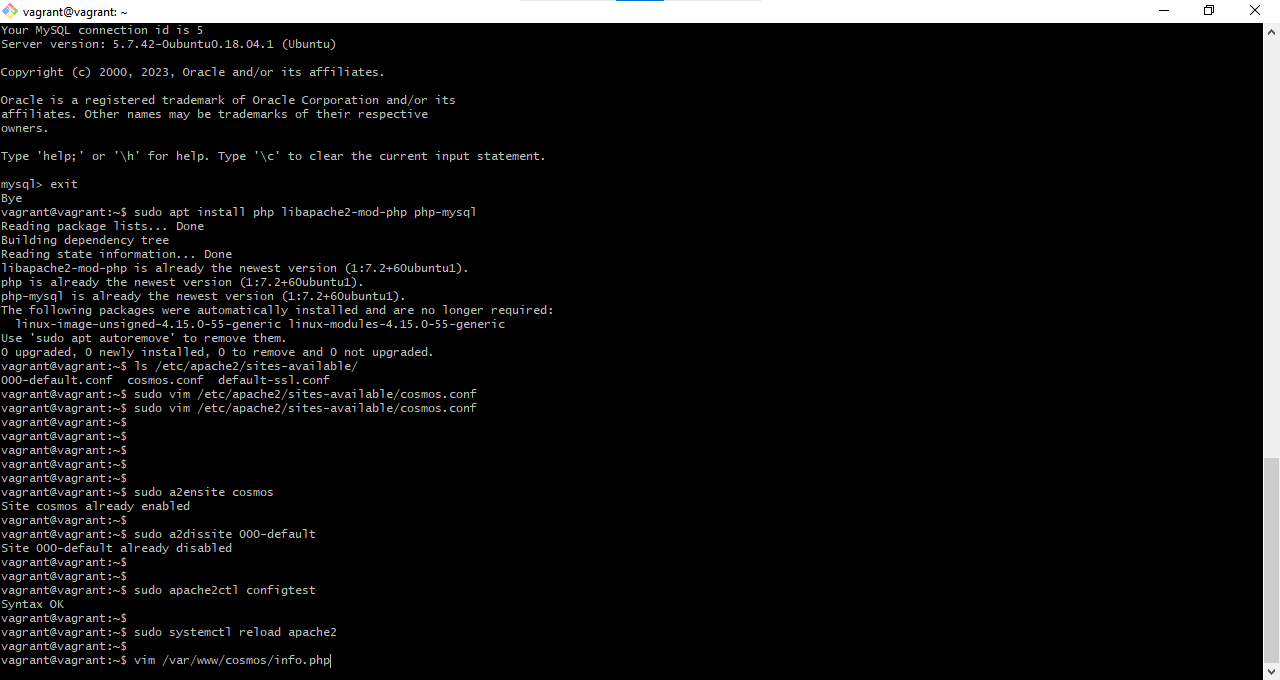 vagrant@vagrant: ~
Your MySQL connection id is 5
Server version: 5.7.42-0ubuntu0.18.04.1 (Ubuntu)
Copyright (c) 2000, 2023, Oracle and/or its affiliates.
Oracle is a registered trademark of Oracle Corporation and/or its
affiliates. Other names may be trademarks of their respective
owners.
Type 'help;' or '\h' for help. Type '\c' to clear the current input statement.
mysql> exit
Bye
vagrant@vagrant:~$ sudo apt install php libapache2-mod-php php-mysql
Reading package lists... Done
Building dependency tree
Reading state information... Done
libapache2-mod-php is already the newest version (1:7.2+60ubuntu1).
php is already the newest version (1:7.2+60ubuntu1).
php-mysql is already the newest version (1:7.2+60ubuntu1).
The following packages were automatically installed and are no longer required:
  linux-image-unsigned-4.15.0-55-generic linux-modules-4.15.0-55-generic
Use 'sudo apt autoremove' to remove them.
0 upgraded, 0 newly installed, 0 to remove and 0 not upgraded.
vagrant@vagrant:~$ ls /etc/apache2/sites-available/
000-default.conf  cosmos.conf  default-ssl.conf
vagrant@vagrant:~$ sudo vim /etc/apache2/sites-available/cosmos.conf
vagrant@vagrant:~$ sudo vim /etc/apache2/sites-available/cosmos.conf
vagrant@vagrant:~$
vagrant@vagrant:~$
vagrant@vagrant:~$
vagrant@vagrant:~$
vagrant@vagrant:~$
vagrant@vagrant:~$ sudo a2ensite cosmos
Site cosmos already enabled
vagrant@vagrant:~$
vagrant@vagrant:~$ sudo a2dissite 000-default
Site 000-default already disabled
vagrant@vagrant:~$
vagrant@vagrant:~$
vagrant@vagrant:~$ sudo apache2ctl configtest
Syntax OK
vagrant@vagrant:~$
vagrant@vagrant:~$ sudo systemctl reload apache2
vagrant@vagrant:~$
vagrant@vagrant:~$ vim /var/www/cosmos/info.php